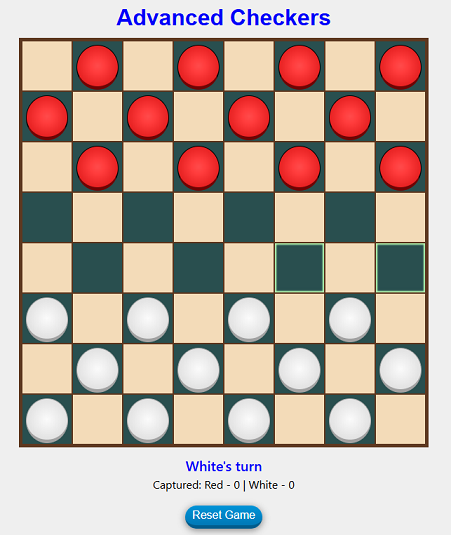 Advanced Checkers
White's turn
Captured: Red - 0 | White - 0
Reset Game